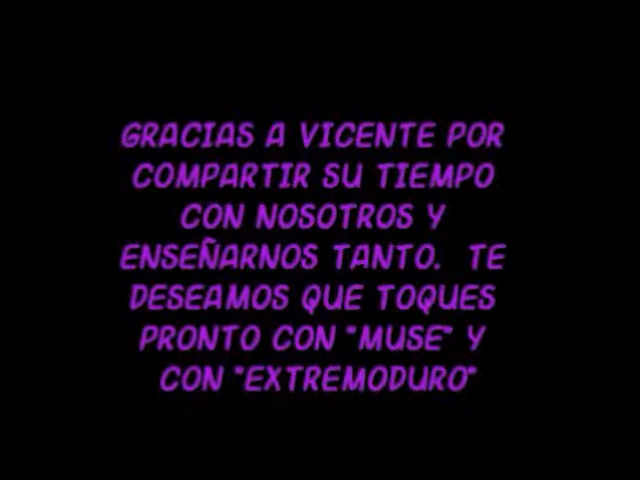 GRACIAS A VICENTE POR
COMPARTIR SU TIEMPO
CON NOSOTROS Y
ENSEÑARNOS TANTO. TE
DESEAMOS QUE TOQUES
PRONTO CON "MUSE" Y
CON "EXTREMODURO"